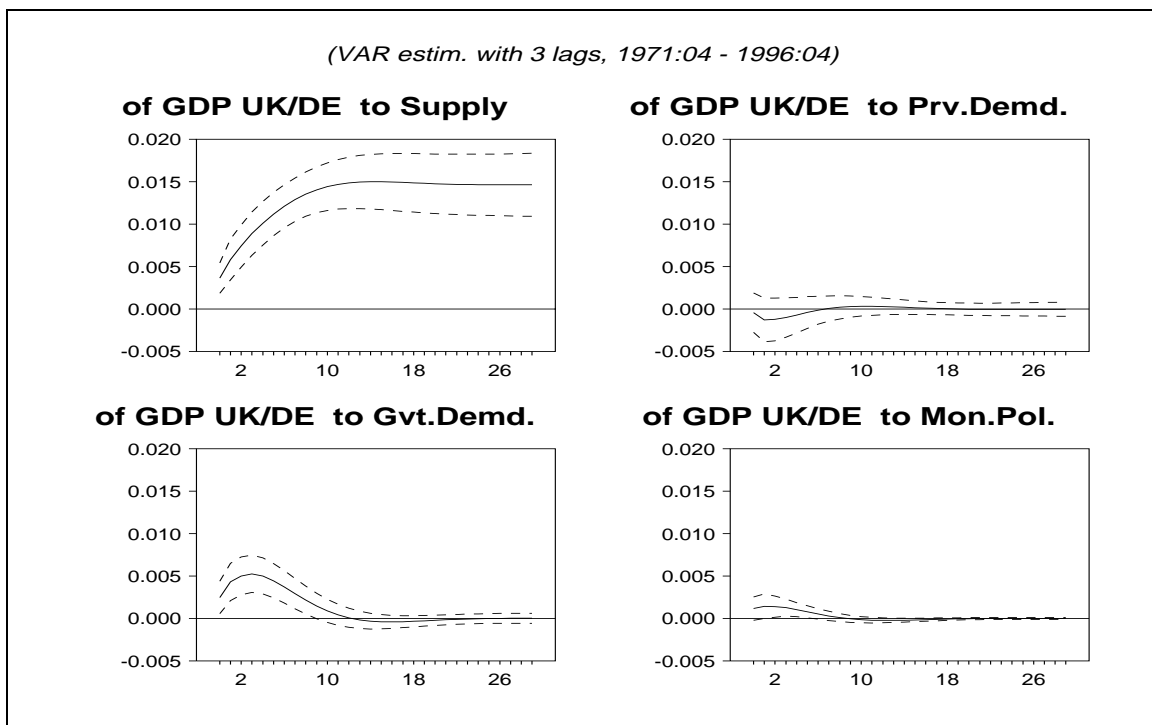 (VAR estim. with 3 lags, 1971:04 - 1996:04)
of GDP UK/DE to Supply
0.020
0.015
0.010
0.005
0.000
-0.005
2 10 18 26
of GDP UK/DE to Prv.Demd.
0.020
0.015
0.010
0.005
0.000
-0.005
2 10 18 26
of GDP UK/DE to Gvt.Demd.
0.020
0.015
0.010
0.005
0.000
-0.005
2 10 18 26
of GDP UK/DE to Mon.Pol.
0.020
0.015
0.010
0.005
0.000
-0.005
2 10 18 26